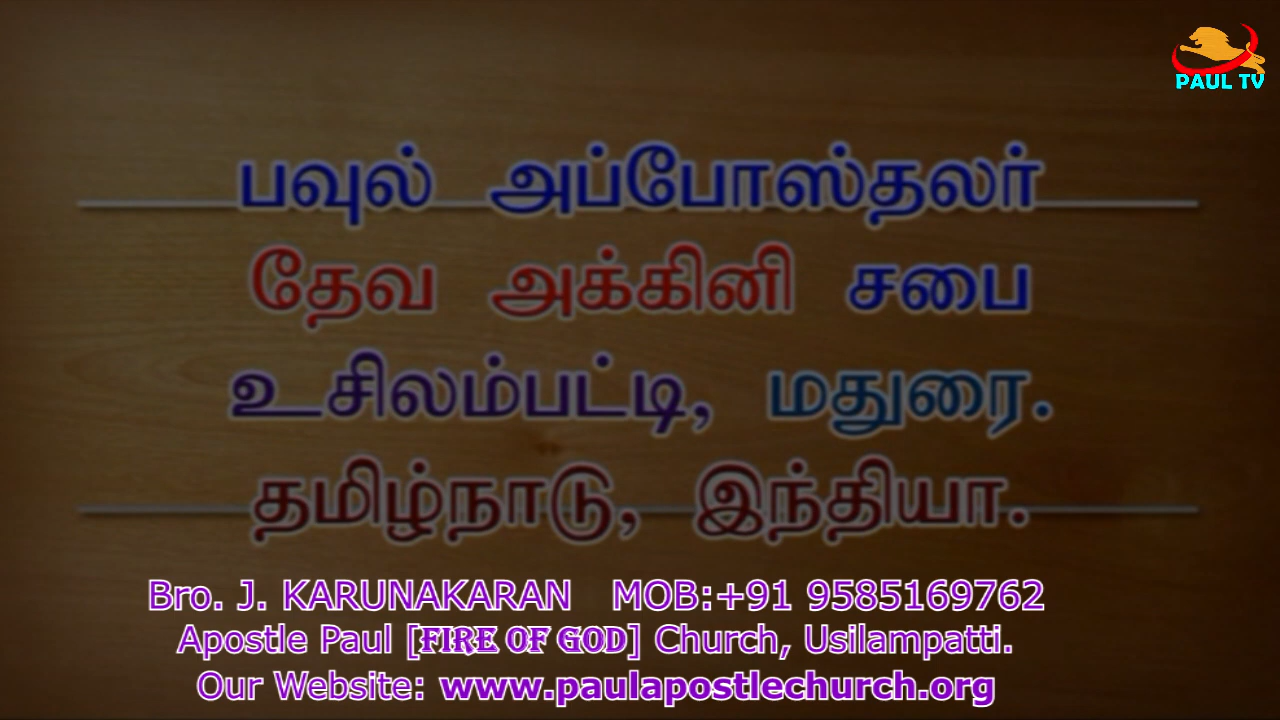 PAUL TV
பவுல் அப்போஸ்தலர்
தேவ அக்கினி சபை
உசிலம்பட்டி, மதுரை.
தமிழ்நாடு, இந்தியா.
Bro. J. KARUNAKARAN MOB:+91 9585169762
Apostle Paul [FIRE OF GOD] Church, Usilampatti.
Our Website: www.paulapostlechurch.org